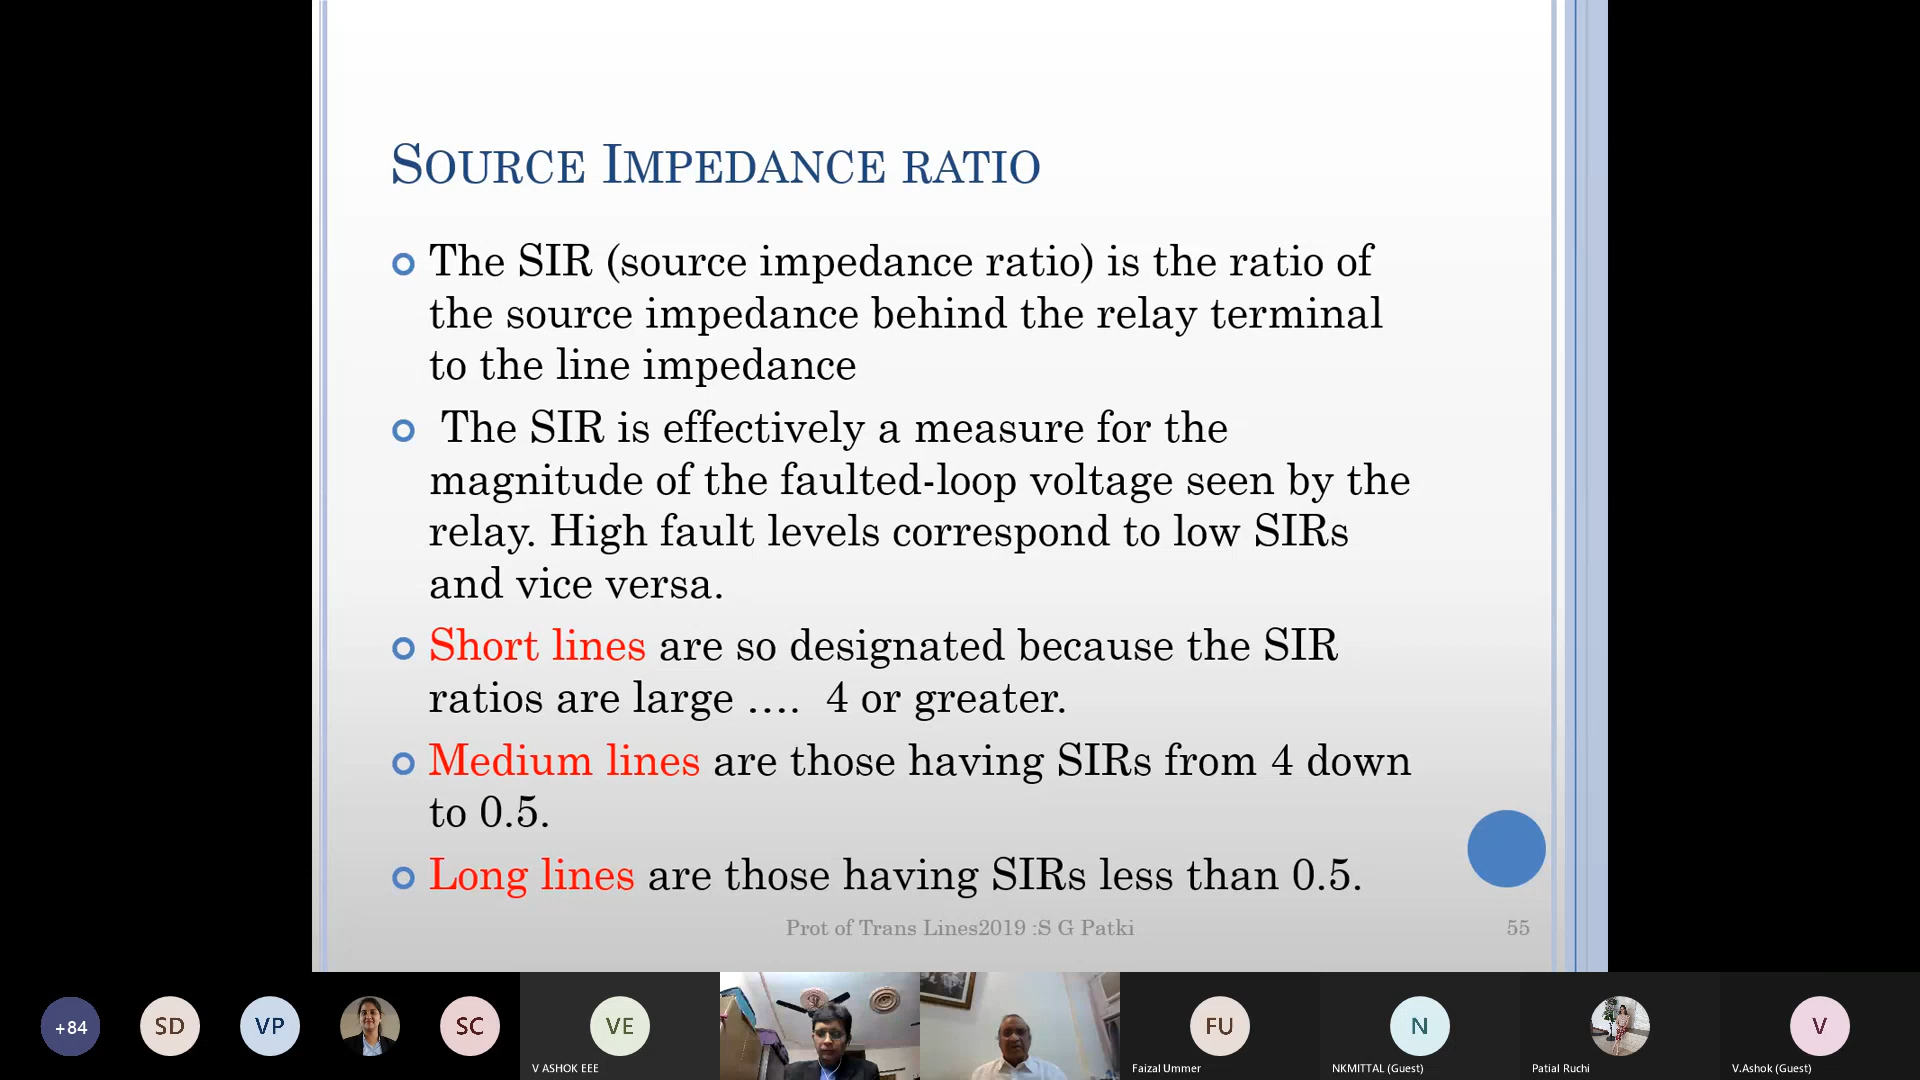 SOURCE IMPEDANCE RATIO
The SIR (source impedance ratio) is the ratio of
the source impedance behind the relay terminal
to the line impedance
The SIR is effectively a measure for the
magnitude of the faulted-loop voltage seen by the
relay. High fault levels correspond to low SIRs
and vice versa.
Short lines are so designated because the SIR
ratios are large .... 4 or greater.
Medium lines are those having SIRs from 4 down
to 0.5.
Long lines are those having SIRs less than 0.5.
Prot of Trans Lines2019 :S G Patki
55
+84
SD
VP
SC
VE
V ASHOK EEE
FU
Faizal Ummer
N
NKMITTAL (Guest)
Patial Ruchi
V
V.Ashok (Guest)